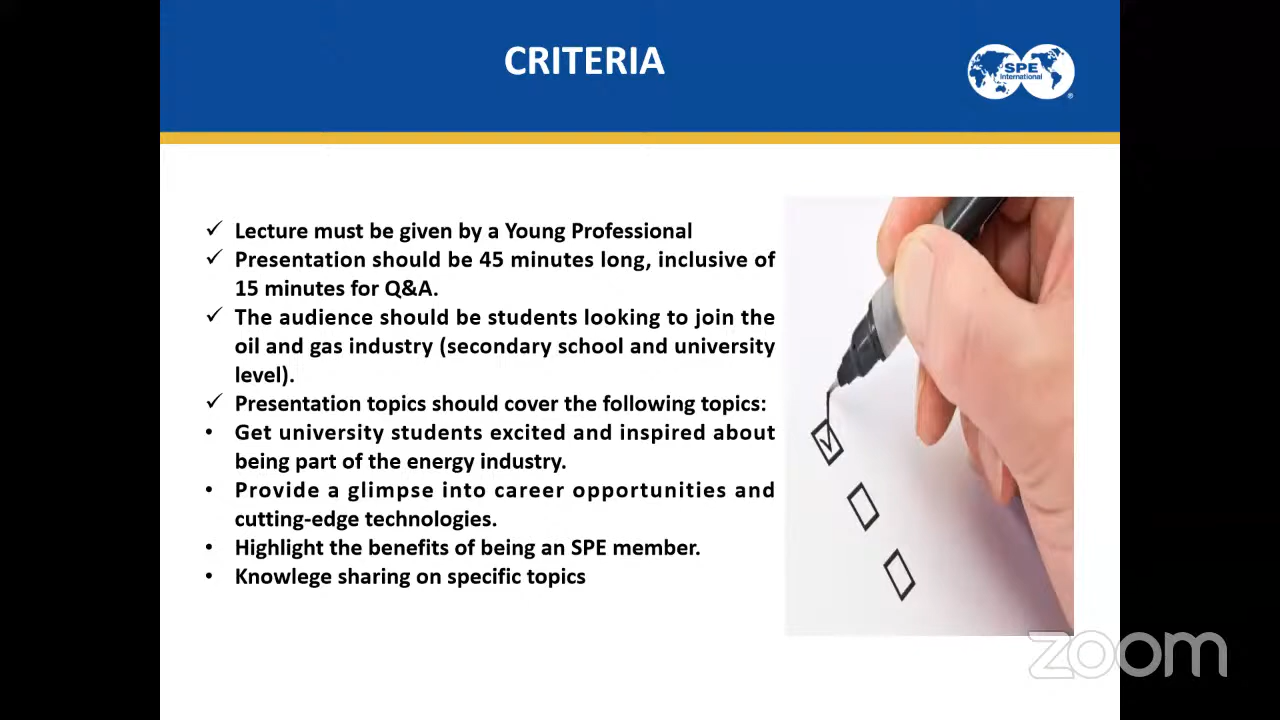 CRITERIA
SPE
International
®
✓ Lecture must be given by a Young Professional
✓ Presentation should be 45 minutes long, inclusive of
15 minutes for Q&A.
✓ The audience should be students looking to join the
oil and gas industry (secondary school and university
level).
✓ Presentation topics should cover the following topics:
• Get university students excited and inspired about
being part of the energy industry.
• Provide a glimpse into career opportunities and
cutting-edge technologies.
• Highlight the benefits of being an SPE member.
• Knowlege sharing on specific topics
zoom